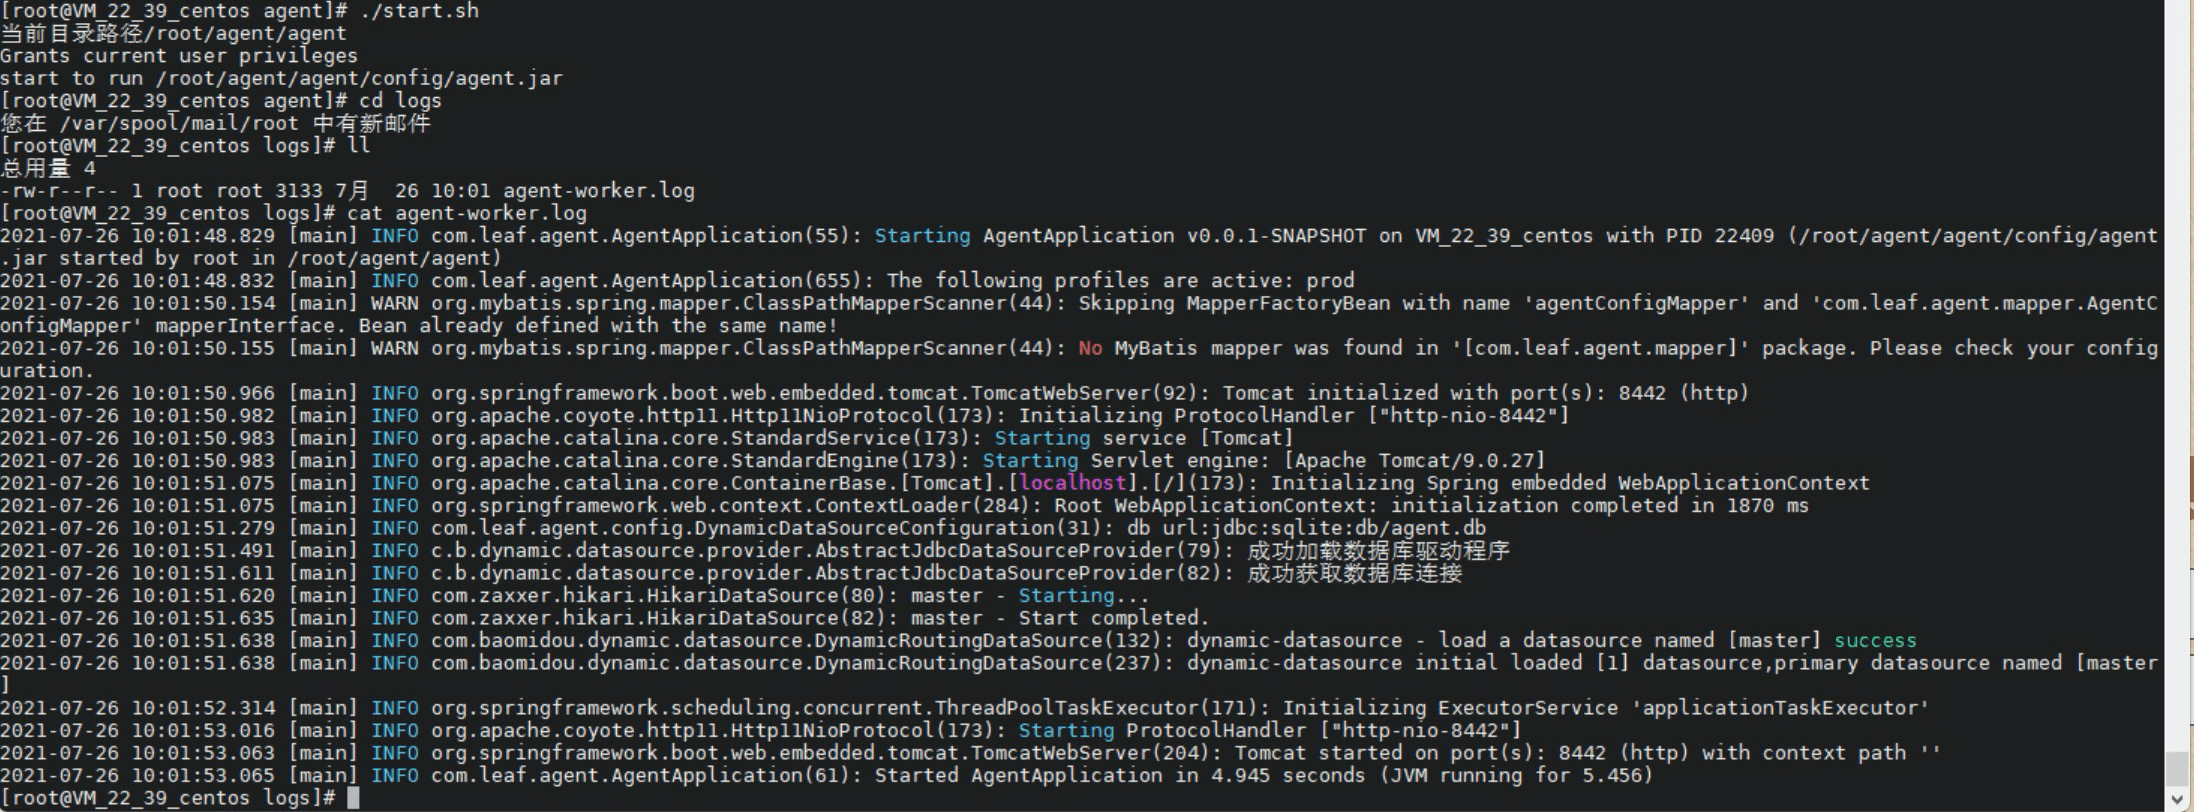 [root@VM_22_39_centos agent]# ./start.sh
当前目录路径/root/agent/agent
Grants current user privileges
start to run /root/agent/agent/config/agent.jar
[root@VM_22_39_centos agent]# cd logs
您在 /var/spool/mail/root 中有新邮件
[root@VM_22_39_centos logs]# ll
总用量 4
-rw-r--r-- 1 root root 3133 7月  26 10:01 agent-worker.log
[root@VM_22_39_centos logs]# cat agent-worker.log
2021-07-26 10:01:48.829 [main] INFO com.leaf.agent.AgentApplication(55): Starting AgentApplication v0.0.1-SNAPSHOT on VM_22_39_centos with PID 22409 (/root/agent/agent/config/agent
.jar started by root in /root/agent/agent)
2021-07-26 10:01:48.832 [main] INFO com.leaf.agent.AgentApplication(655): The following profiles are active: prod
2021-07-26 10:01:50.154 [main] WARN org.mybatis.spring.mapper.ClassPathMapperScanner(44): Skipping MapperFactoryBean with name 'agentConfigMapper' and 'com.leaf.agent.mapper.AgentC
onfigMapper' mapperInterface. Bean already defined with the same name!
2021-07-26 10:01:50.155 [main] WARN org.mybatis.spring.mapper.ClassPathMapperScanner(44): No MyBatis mapper was found in '[com.leaf.agent.mapper]' package. Please check your config
uration.
2021-07-26 10:01:50.966 [main] INFO org.springframework.boot.web.embedded.tomcat.TomcatWebServer(92): Tomcat initialized with port(s): 8442 (http)
2021-07-26 10:01:50.982 [main] INFO org.apache.coyote.http11.Http11NioProtocol(173): Initializing ProtocolHandler ["http-nio-8442"]
2021-07-26 10:01:50.983 [main] INFO org.apache.catalina.core.StandardService(173): Starting service [Tomcat]
2021-07-26 10:01:50.983 [main] INFO org.apache.catalina.core.StandardEngine(173): Starting Servlet engine: [Apache Tomcat/9.0.27]
2021-07-26 10:01:51.075 [main] INFO org.apache.catalina.core.ContainerBase.[Tomcat].[localhost].[/](173): Initializing Spring embedded WebApplicationContext
2021-07-26 10:01:51.075 [main] INFO org.springframework.web.context.ContextLoader(284): Root WebApplicationContext: initialization completed in 1870 ms
2021-07-26 10:01:51.279 [main] INFO com.leaf.agent.config.DynamicDataSourceConfiguration(31): db url:jdbc:sqlite:db/agent.db
2021-07-26 10:01:51.491 [main] INFO c.b.dynamic.datasource.provider.AbstractJdbcDataSourceProvider(79): 成功加载数据库驱动程序
2021-07-26 10:01:51.611 [main] INFO c.b.dynamic.datasource.provider.AbstractJdbcDataSourceProvider(82): 成功获取数据库连接
2021-07-26 10:01:51.620 [main] INFO com.zaxxer.hikari.HikariDataSource(80): master - Starting...
2021-07-26 10:01:51.635 [main] INFO com.zaxxer.hikari.HikariDataSource(82): master - Start completed.
2021-07-26 10:01:51.638 [main] INFO com.baomidou.dynamic.datasource.DynamicRoutingDataSource(132): dynamic-datasource - load a datasource named [master] success
2021-07-26 10:01:51.638 [main] INFO com.baomidou.dynamic.datasource.DynamicRoutingDataSource(237): dynamic-datasource initial loaded [1] datasource,primary datasource named [master
]
2021-07-26 10:01:52.314 [main] INFO org.springframework.scheduling.concurrent.ThreadPoolTaskExecutor(171): Initializing ExecutorService 'applicationTaskExecutor'
2021-07-26 10:01:53.016 [main] INFO org.apache.coyote.http11.Http11NioProtocol(173): Starting ProtocolHandler ["http-nio-8442"]
2021-07-26 10:01:53.063 [main] INFO org.springframework.boot.web.embedded.tomcat.TomcatWebServer(204): Tomcat started on port(s): 8442 (http) with context path ''
2021-07-26 10:01:53.065 [main] INFO com.leaf.agent.AgentApplication(61): Started AgentApplication in 4.945 seconds (JVM running for 5.456)
[root@VM_22_39_centos logs]#